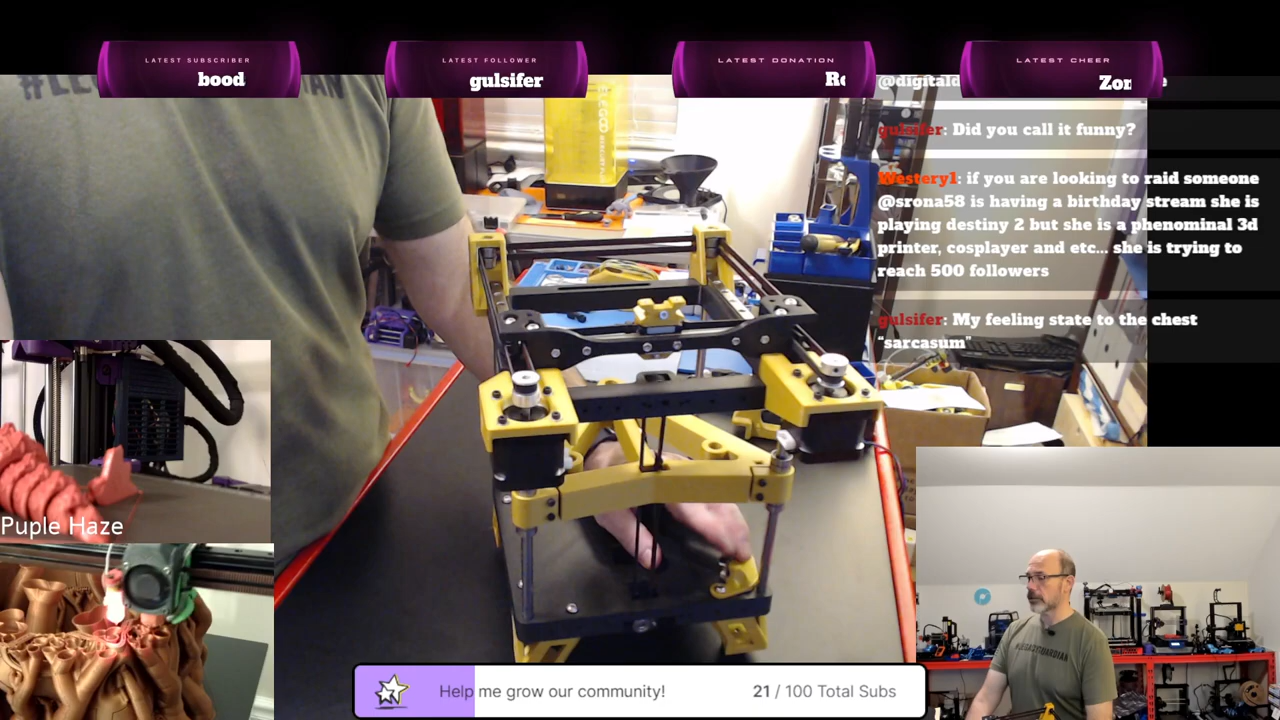 LATEST SUBSCRIBER
bood
LATEST FOLLOWER
gulsifer
LATEST DONATION
LATEST CHEER
gulsifer: Did you call it funny?
Westery1: if you are looking to raid someone
@srona58 is having a birthday stream she is
playing destiny 2 but she is a phenominal 3d
printer, cosplayer and etc... she is trying to
reach 500 followers
gulsifer: My feeling state to the chest
"sarcasum"
Puple Haze
Help me grow our community!
21 / 100 Total Subs